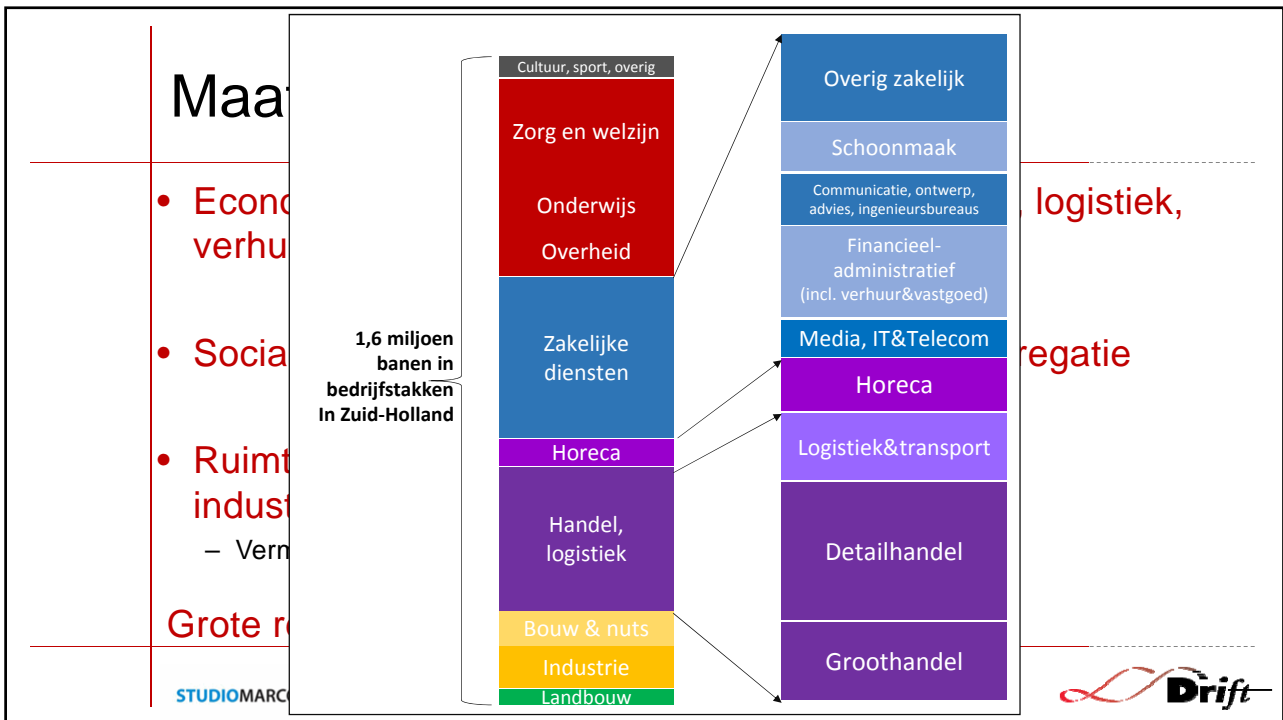 Maa
• Econ
verhu
, logistiek,
• Socia
regatie
• Ruimt
indust
– Verm
Grote r
STUDIOMARC
Drift
1,6 miljoen
banen in
bedrijfstakken
In Zuid-Holland
Cultuur, sport, overig
Zorg en welzijn
Onderwijs
Overheid
Zakelijke
diensten
Horeca
Handel,
logistiek
Bouw & nuts
Industrie
Landbouw
Overig zakelijk
Schoonmaak
Communicatie, ontwerp,
advies, ingenieursbureaus
Financieel-
administratief
(incl. verhuur&vastgoed)
Media, IT&Telecom
Horeca
Logistiek&transport
Detailhandel
Groothandel